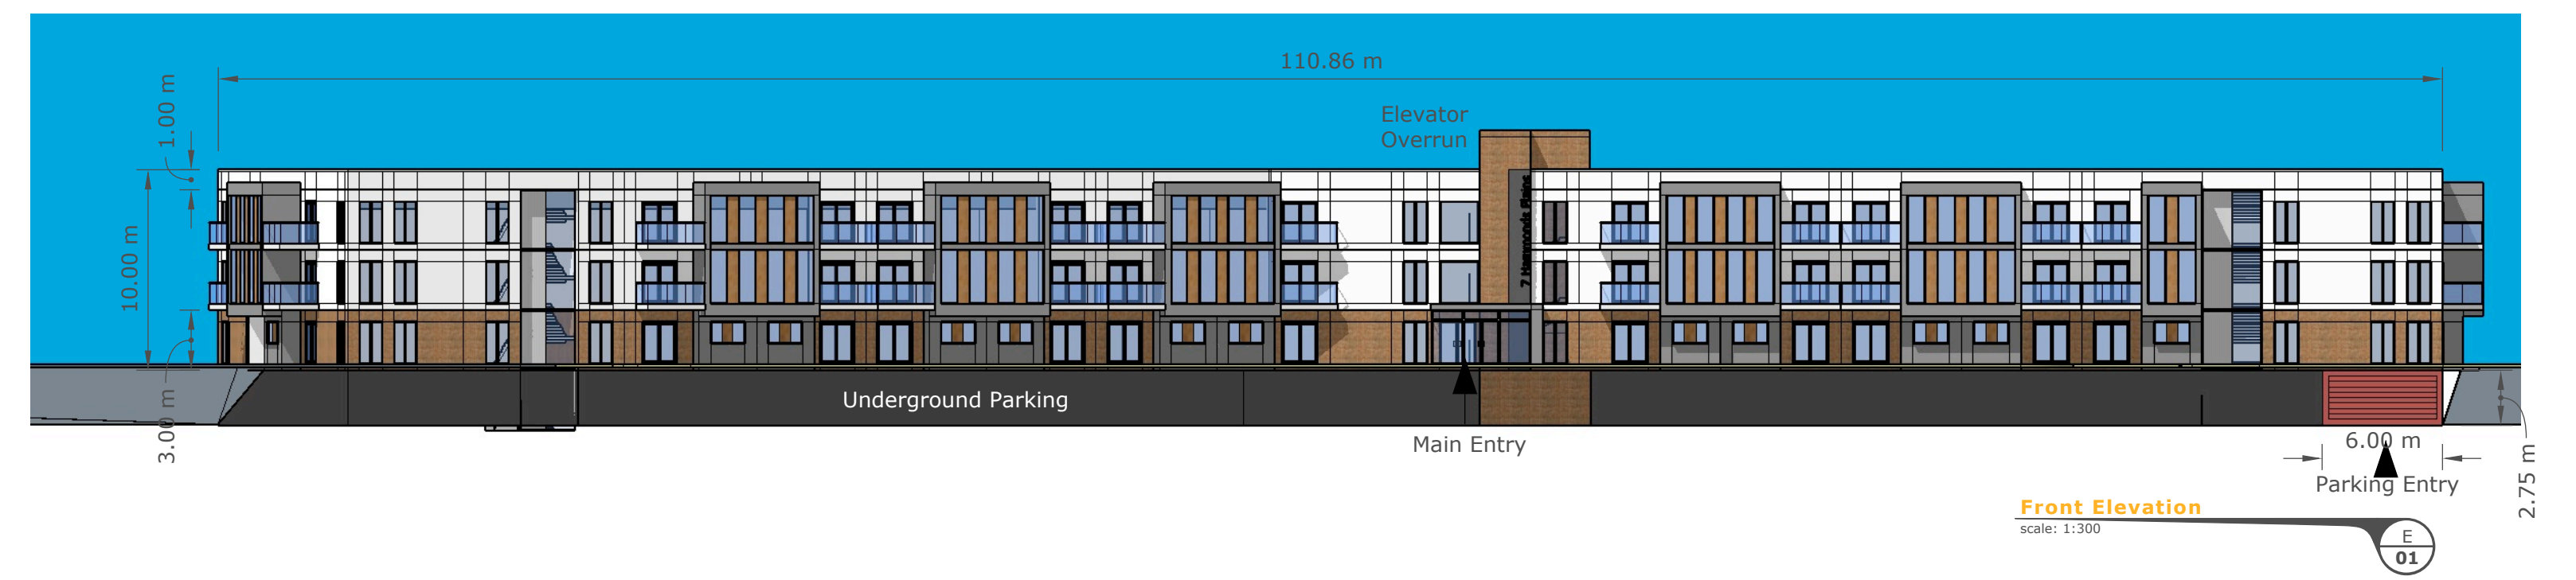 110.86 m
1.00 m
Elevator
Overrun
10.00 m
3.00 m
Underground Parking
Main Entry
6.00 m
Parking Entry
2.75 m
Front Elevation
scale: 1:300
E
01